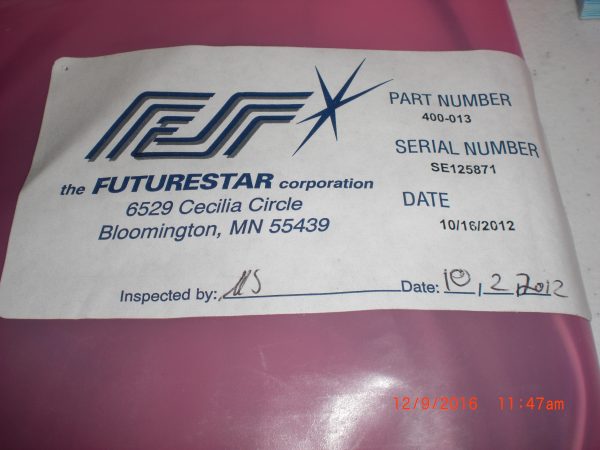 FSF
the FUTURESTAR corporation
6529 Cecilia Circle
Bloomington, MN 55439
PART NUMBER
400-013
SERIAL NUMBER
SE125871
DATE
10/16/2012
Inspected by:
Date: 10, 2, 2012
12/9/2016 11:47am